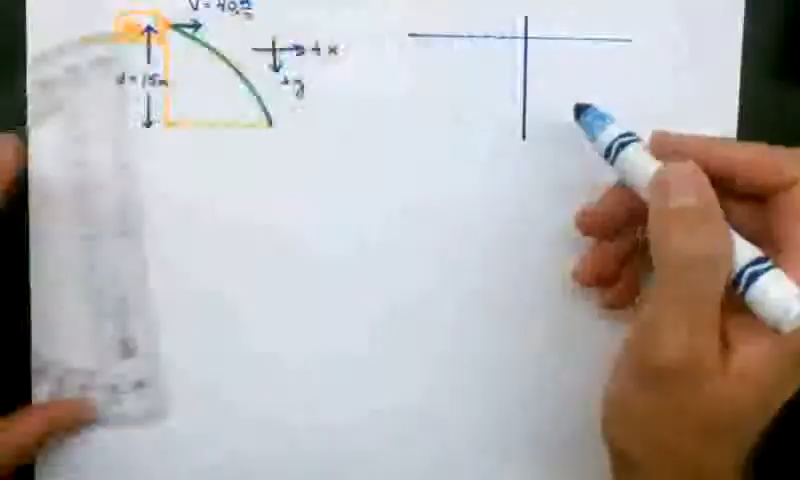 V = 40 m/s
+ x
d = 15m
+ y